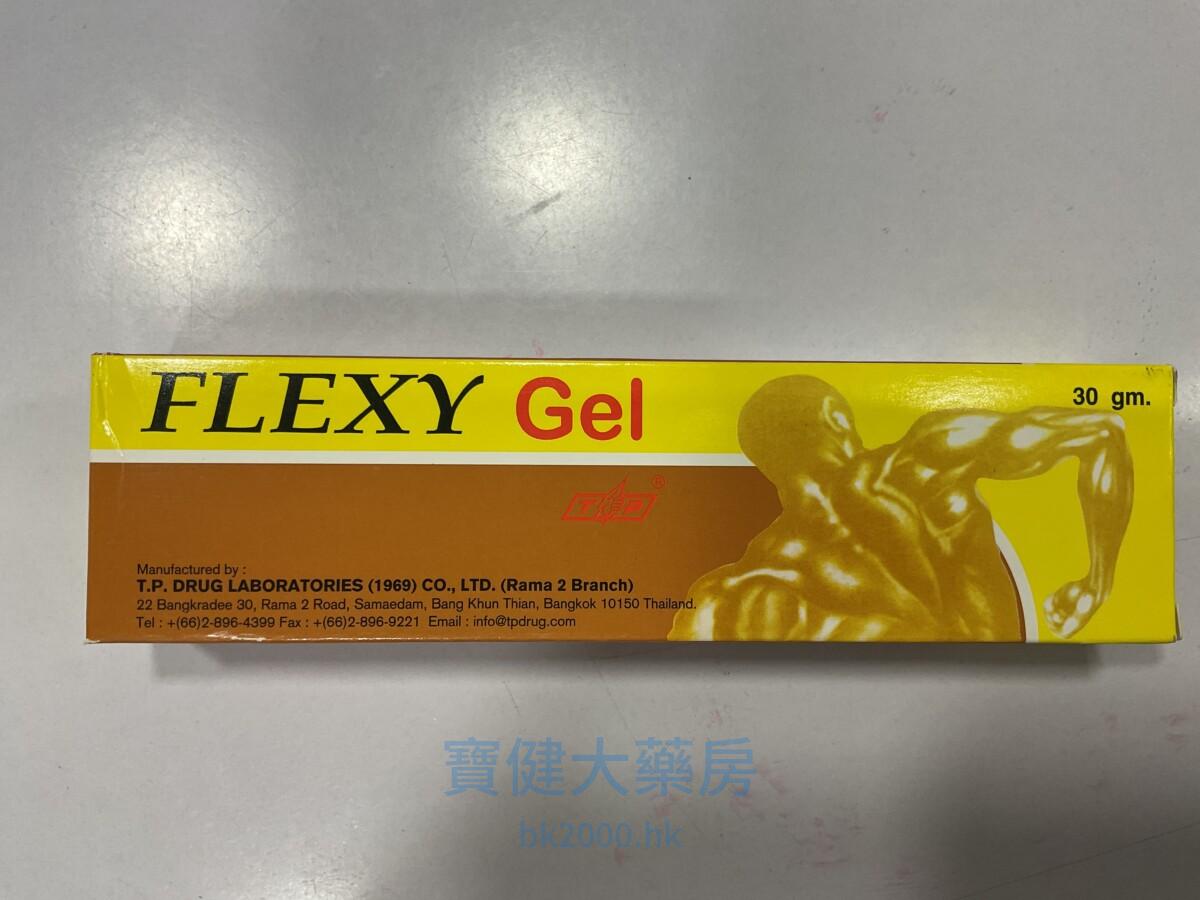 FLEXY Gel
30 gm.
TPD®
Manufactured by :
T.P. DRUG LABORATORIES (1969) CO., LTD. (Rama 2 Branch)
22 Bangkradee 30, Rama 2 Road, Samaedam, Bang Khun Thian, Bangkok 10150 Thailand.
Tel : +(66)2-896-4399 Fax : +(66)2-896-9221 Email : info@tpdrug.com
寶健大藥房
bk2000.hk